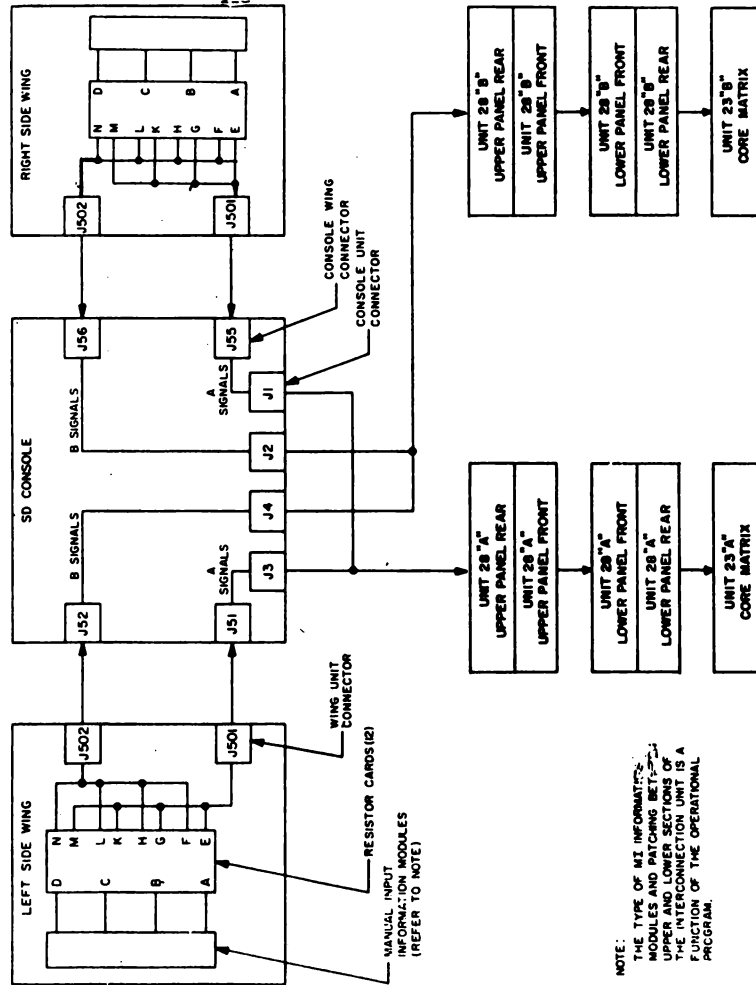 LEFT SIDE WING
D
C
B
A
N
M
L
K
H
G
F
E
J502
J501
WING UNIT
CONNECTOR
RESISTOR CARDS (12)
MANUAL INPUT
INFORMATION MODULES
(REFER TO NOTE)
SD CONSOLE
J52
J51
B SIGNALS
A
SIGNALS
J3
J4
J2
J1
B SIGNALS
A
SIGNALS
J56
J55
CONSOLE WING
CONNECTOR
CONSOLE UNIT
CONNECTOR
RIGHT SIDE WING
J502
J501
N
M
L
K
H
G
F
E
D
C
B
A
UNIT 28 "A"
UPPER PANEL REAR
UNIT 28 "A"
UPPER PANEL FRONT
UNIT 28 "A"
LOWER PANEL FRONT
UNIT 28 "A"
LOWER PANEL REAR
UNIT 23 "A"
CORE MATRIX
UNIT 28 "B"
UPPER PANEL REAR
UNIT 28 "B"
UPPER PANEL FRONT
UNIT 28 "B"
LOWER PANEL FRONT
UNIT 28 "B"
LOWER PANEL REAR
UNIT 23 "B"
CORE MATRIX
NOTE:
THE TYPE OF MI
MODULES AND PATCHING
UPPER AND LOWER SECTIONS OF
THE INTERCONNECTION UNIT IS A
FUNCTION OF THE OPERATIONAL
PROGRAM.